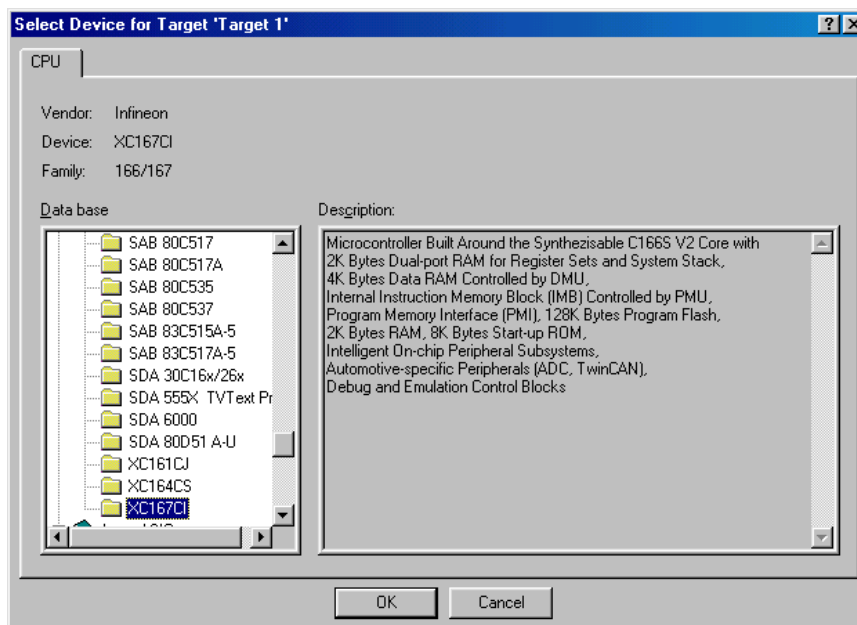 Select Device for Target 'Target 1'
CPU
Vendor: Infineon
Device: XC167CI
Family: 166/167
Data base
Description:
SAB 80C517
SAB 80C517A
SAB 80C535
SAB 80C537
SAB 83C515A-5
SAB 83C517A-5
SDA 30C16x/26x
SDA 555X TVText Pr
SDA 6000
SDA 80D51 A-U
XC161CJ
XC164CS
XC167CI
Microcontroller Built Around the Synthezisable C166S V2 Core with
2K Bytes Dual-port RAM for Register Sets and System Stack,
4K Bytes Data RAM Controlled by DMU,
Internal Instruction Memory Block (IMB) Controlled by PMU,
Program Memory Interface (PMI), 128K Bytes Program Flash,
2K Bytes RAM, 8K Bytes Start-up ROM,
Intelligent On-chip Peripheral Subsystems,
Automotive-specific Peripherals (ADC, TwinCAN),
Debug and Emulation Control Blocks
OK
Cancel